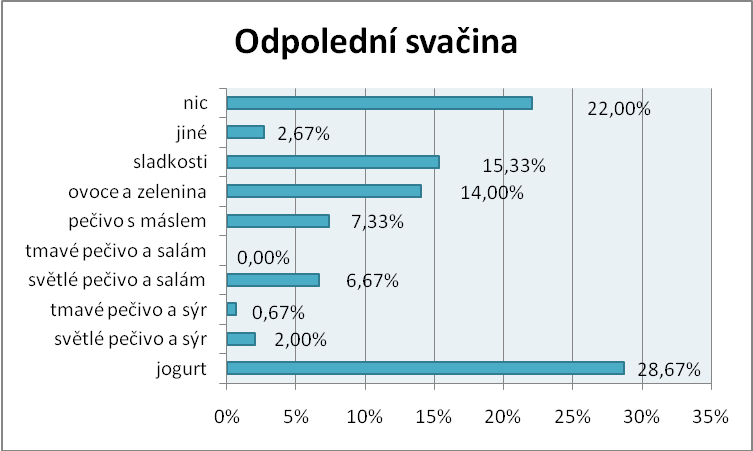 Odpolední svačina
nic 22,00%
jiné 2,67%
sladkosti 15,33%
ovoce a zelenina 14,00%
pečivo s máslem 7,33%
tmavé pečivo a salám 0,00%
světlé pečivo a salám 6,67%
tmavé pečivo a sýr 0,67%
světlé pečivo a sýr 2,00%
jogurt 28,67%
0% 5% 10% 15% 20% 25% 30% 35%